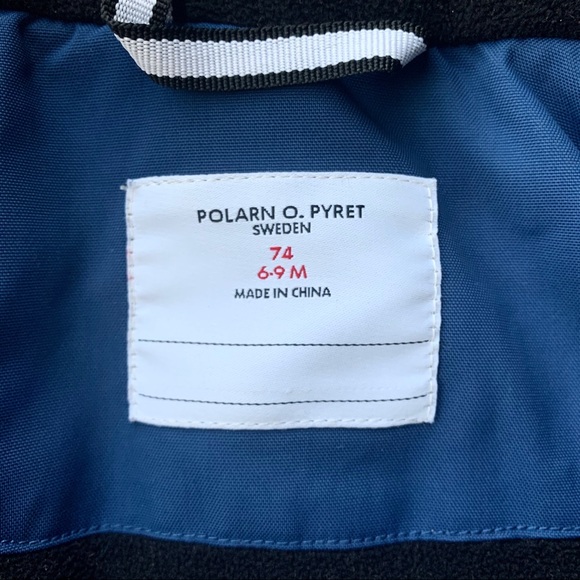 POLARN O. PYRET
SWEDEN
74
6-9 M
MADE IN CHINA